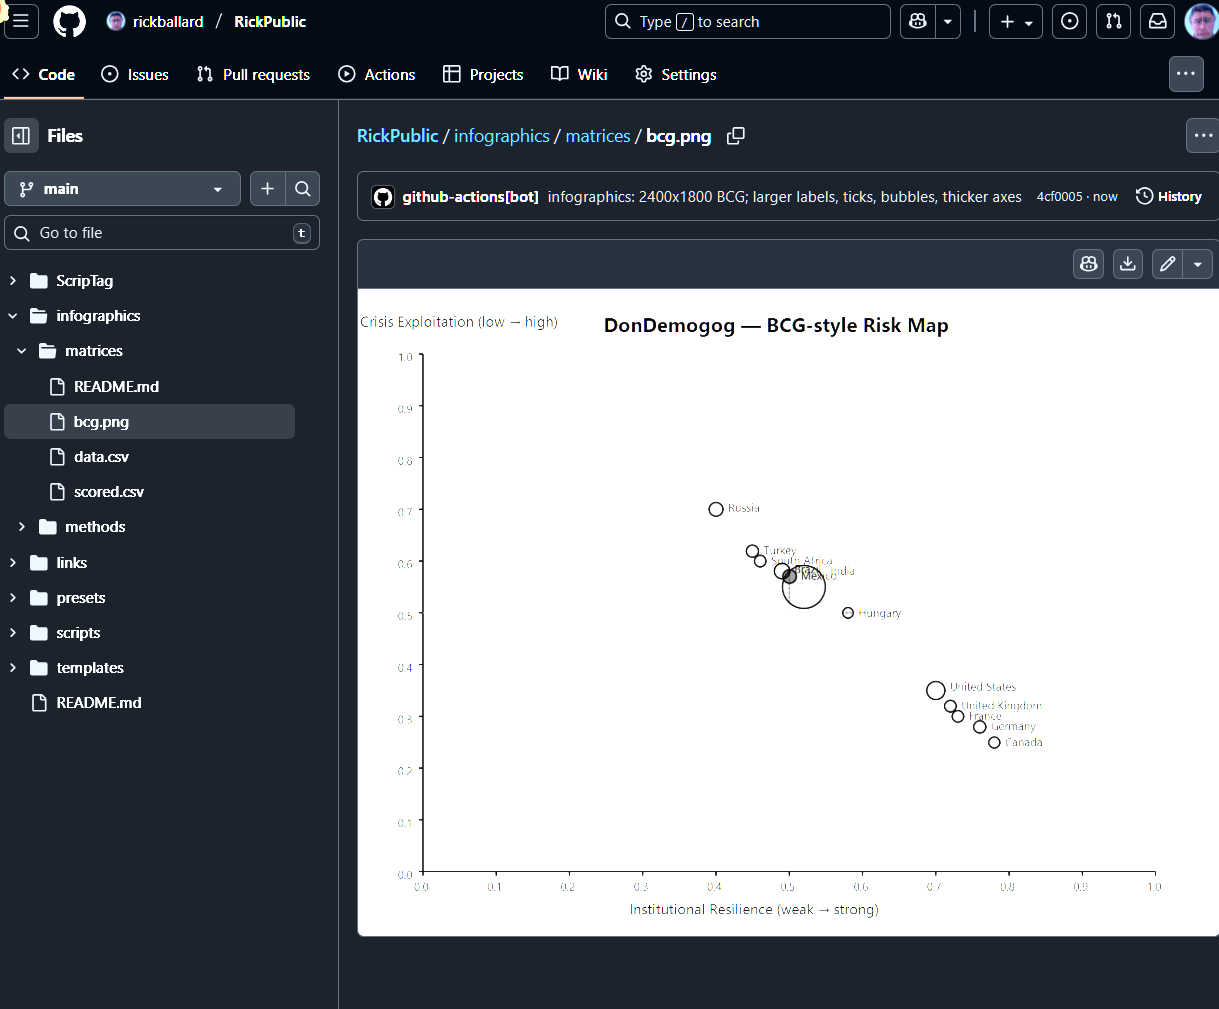 rickballard / RickPublic
Type / to search
Code
Issues
Pull requests
Actions
Projects
Wiki
Settings
Files
main
Go to file
t
ScripTag
infographics
matrices
README.md
bcg.png
data.csv
scored.csv
methods
links
presets
scripts
templates
README.md
RickPublic / infographics / matrices / bcg.png
github-actions[bot] infographics: 2400x1800 BCG; larger labels, ticks, bubbles, thicker axes 4cf0005 · now History
Crisis Exploitation (low → high)
DonDemogog — BCG-style Risk Map
1.0
0.9
0.8
0.7
0.6
0.5
0.4
0.3
0.2
0.1
0.0
Russia
Turkey
South Africa
Brazil
India
Mexico
Hungary
United States
United Kingdom
France
Germany
Canada
0.0 0.1 0.2 0.3 0.4 0.5 0.6 0.7 0.8 0.9 1.0
Institutional Resilience (weak → strong)